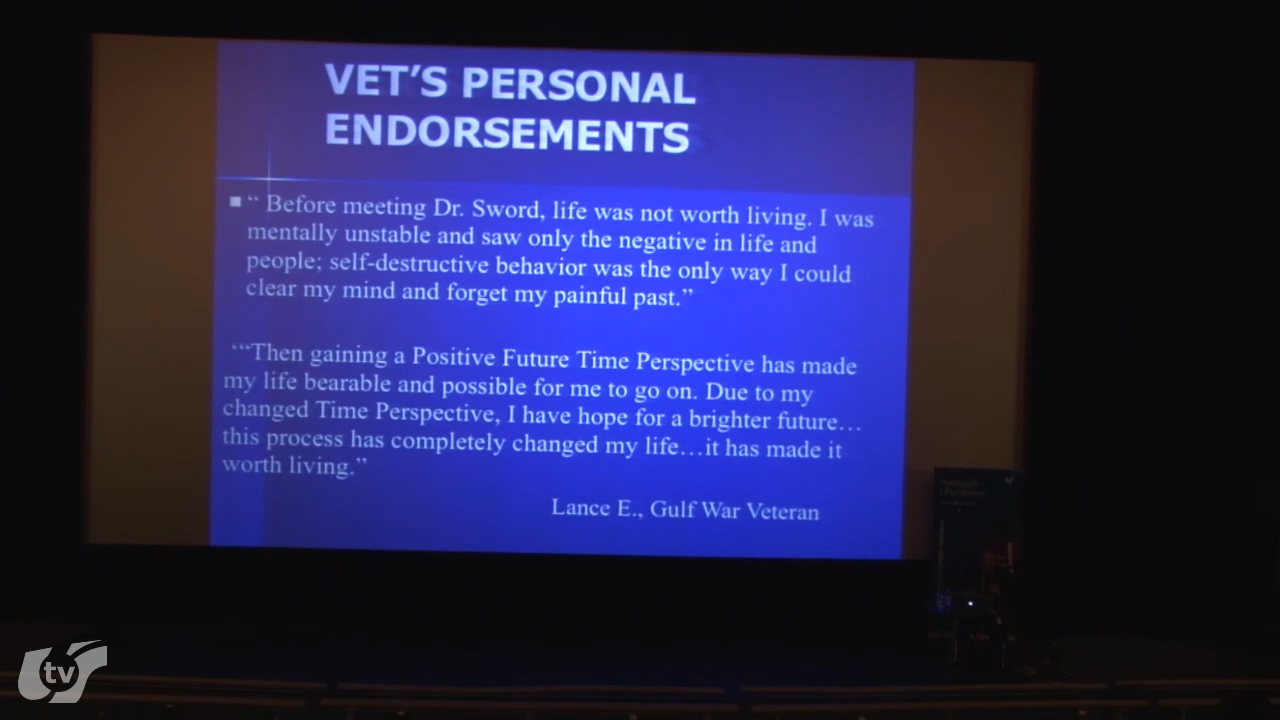 VET'S PERSONAL
ENDORSEMENTS
■ “ Before meeting Dr. Sword, life was not worth living. I was
mentally unstable and saw only the negative in life and
people; self-destructive behavior was the only way I could
clear my mind and forget my painful past.”
“‘Then gaining a Positive Future Time Perspective has made
my life bearable and possible for me to go on. Due to my
changed Time Perspective, I have hope for a brighter future…
this process has completely changed my life…it has made it
worth living.”
Lance E., Gulf War Veteran
tv